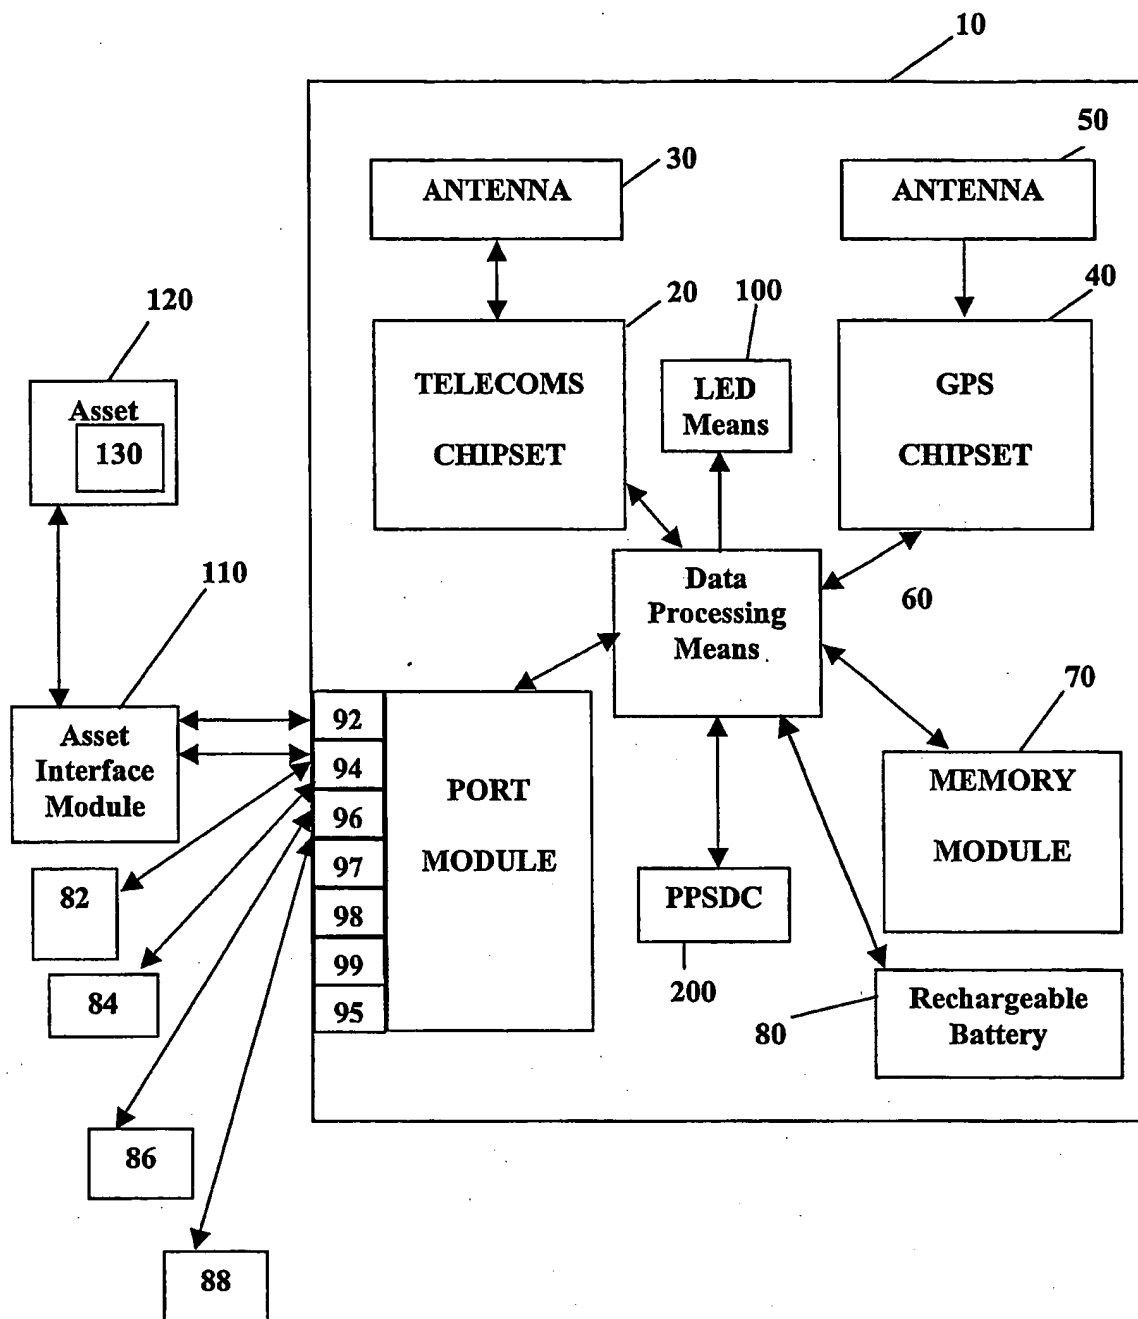 10
50
30
ANTENNA
ANTENNA
120
20
100
40
Asset
130
TELECOMS
CHIPSET
LED
Means
GPS
CHIPSET
110
Data
Processing
Means
60
70
Asset
Interface
Module
92
94
96
97
98
99
95
PORT
MODULE
MEMORY
MODULE
82
PPSDC
84
200
80
Rechargeable
Battery
86
88